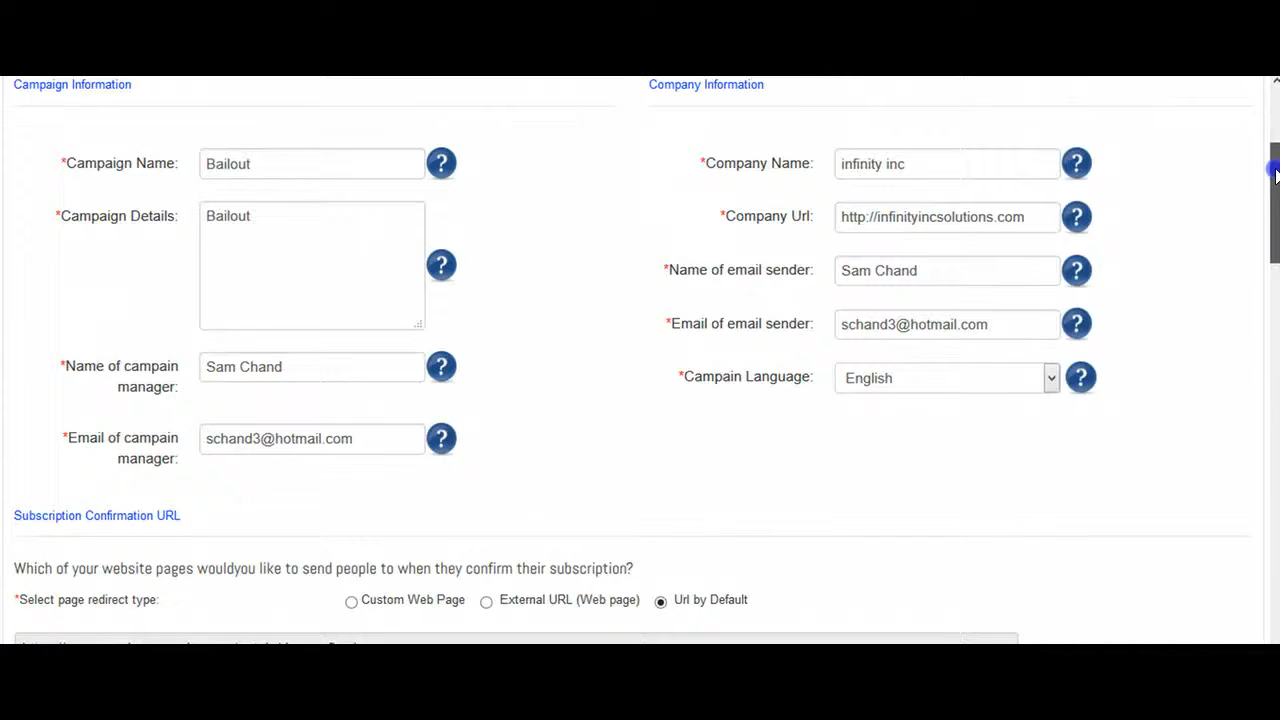 Campaign Information
Company Information
*Campaign Name:
Bailout
?
*Company Name:
infinity inc
?
*Campaign Details:
Bailout
?
*Company Url:
http://infinityincsolutions.com
?
*Name of email sender:
Sam Chand
?
*Email of email sender:
schand3@hotmail.com
?
*Name of campain
manager:
Sam Chand
?
*Campain Language:
English
?
*Email of campain
manager:
schand3@hotmail.com
?
Subscription Confirmation URL
Which of your website pages wouldyou like to send people to when they confirm their subscription?
*Select page redirect type:
Custom Web Page
External URL (Web page)
Url by Default